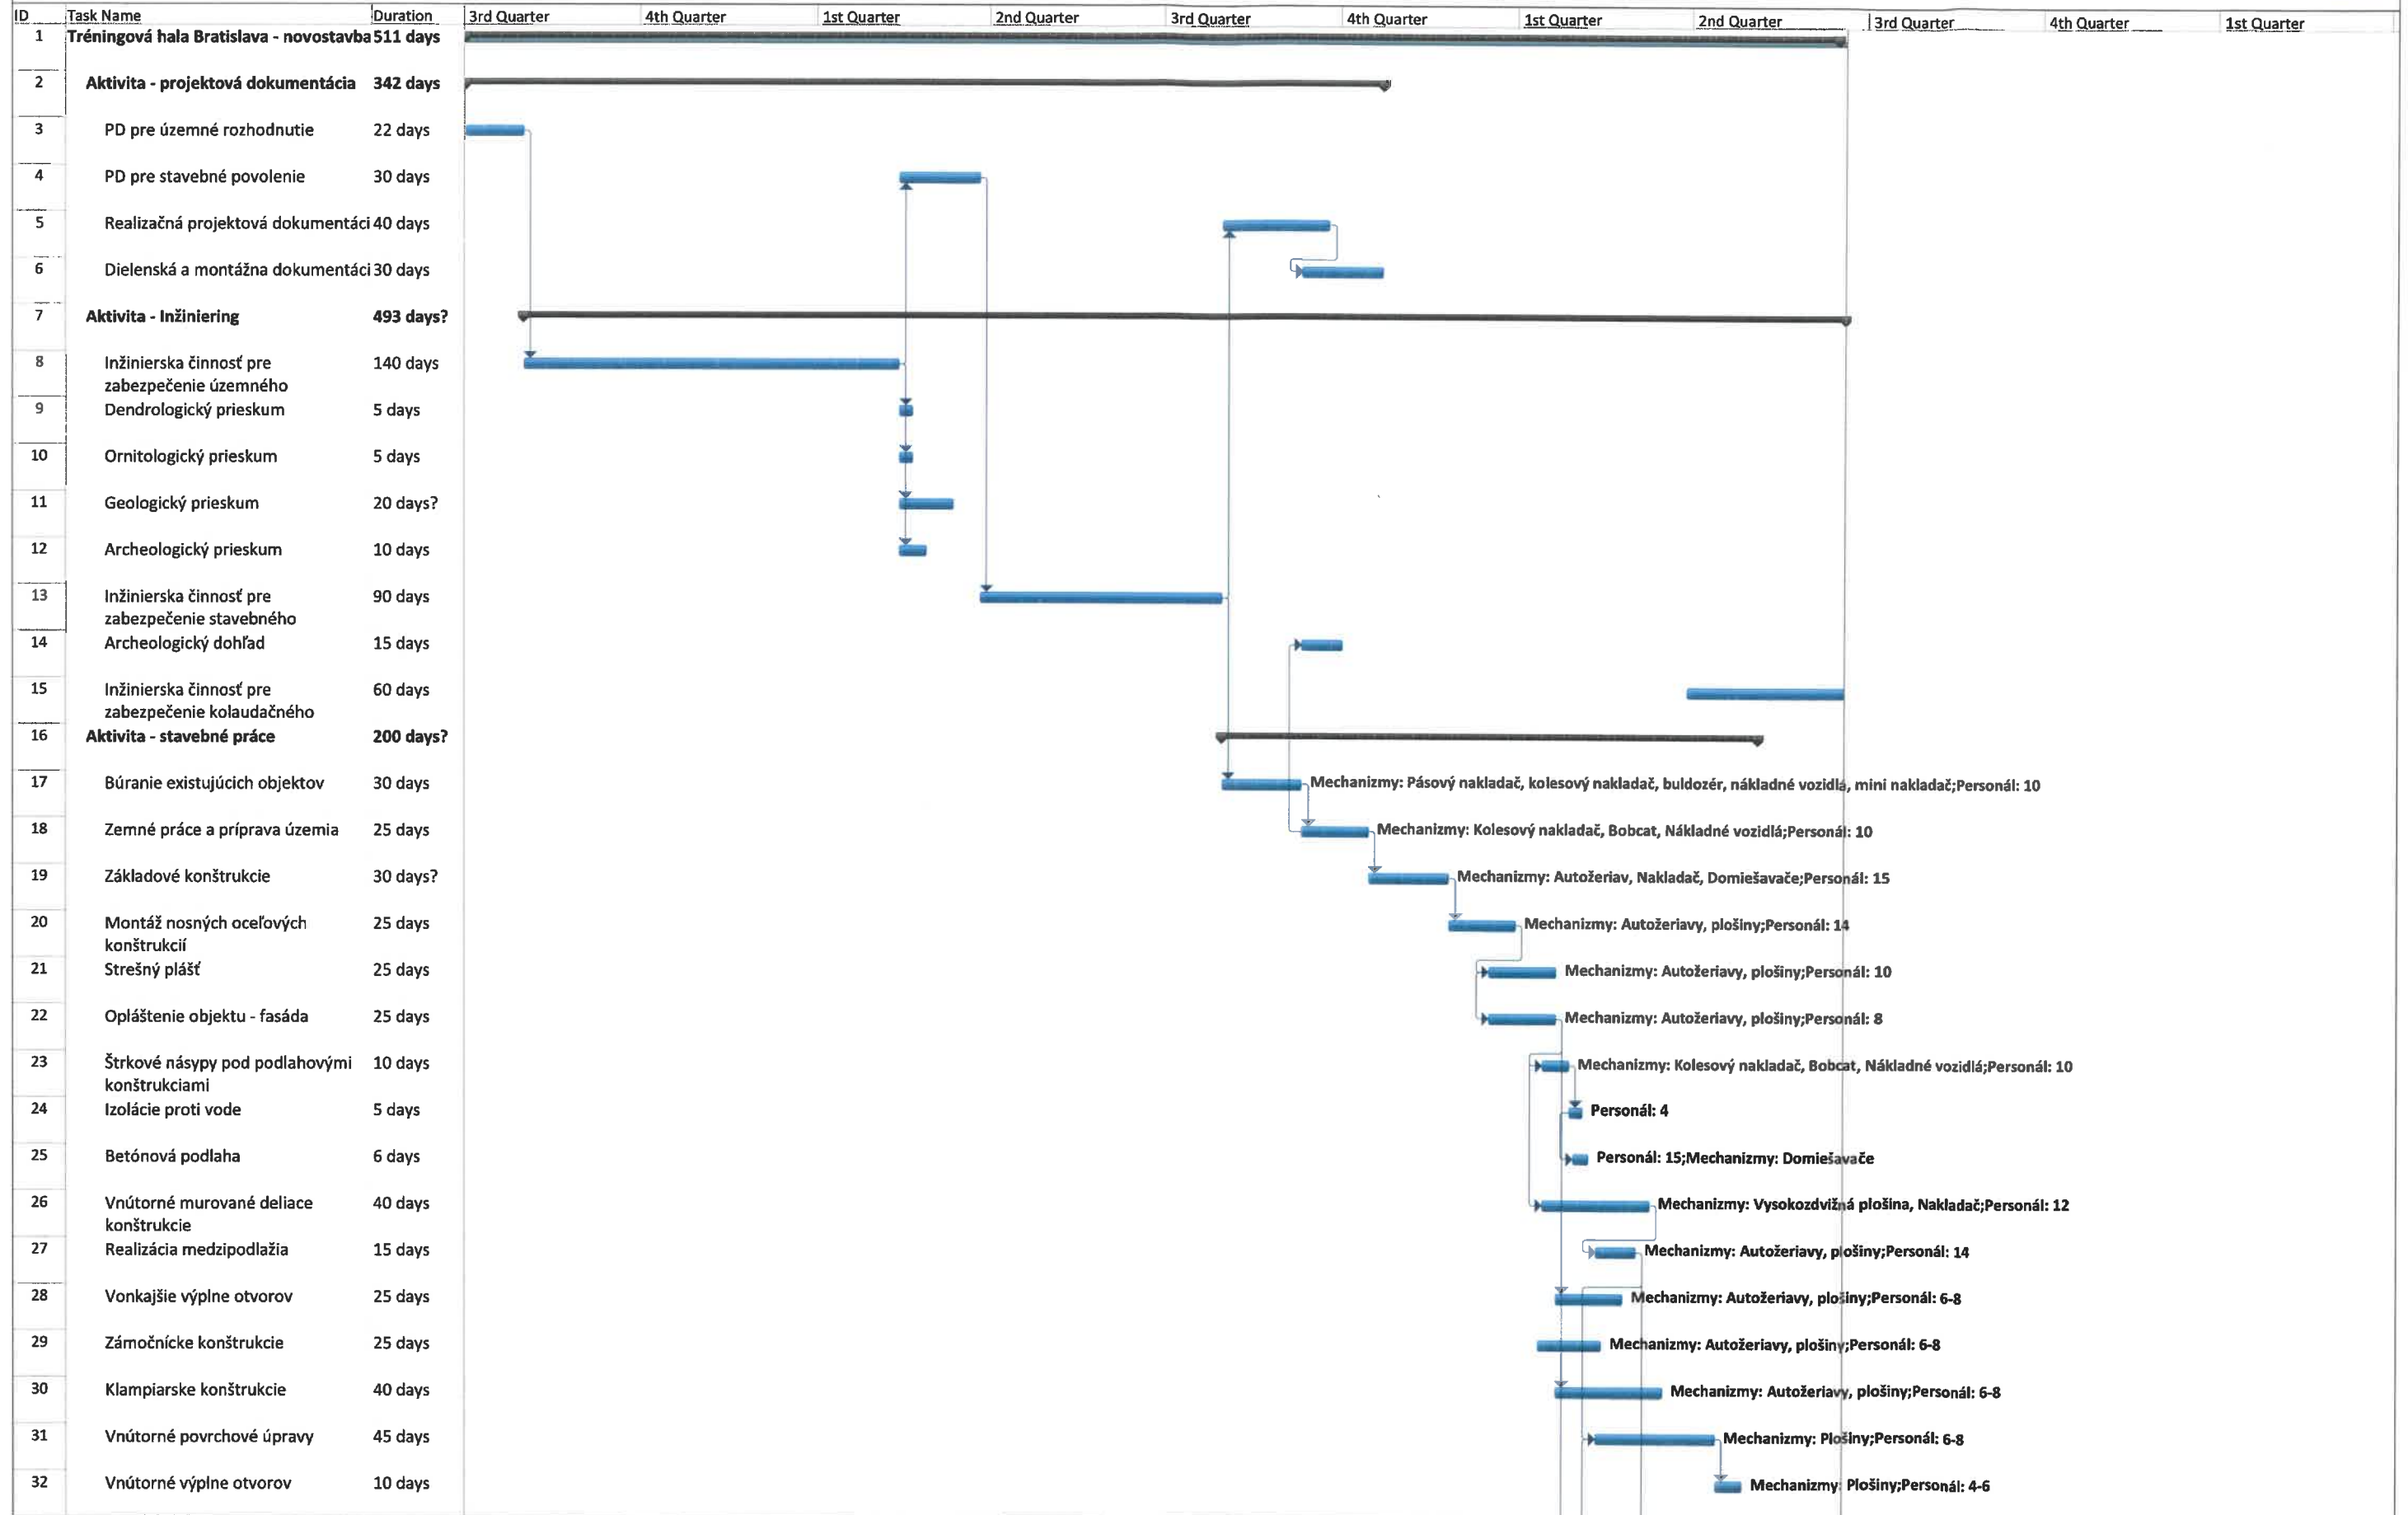 ID Task Name Duration 3rd Quarter 4th Quarter 1st Quarter 2nd Quarter 3rd Quarter 4th Quarter 1st Quarter 2nd Quarter 3rd Quarter 4th Quarter 1st Quarter
1 Tréningová hala Bratislava - novostavba 511 days
2 Aktivita - projektová dokumentácia 342 days
3 PD pre územné rozhodnutie 22 days
4 PD pre stavebné povolenie 30 days
5 Realizačná projektová dokumentáci 40 days
6 Dielenská a montážna dokumentáci 30 days
7 Aktivita - Inžiniering 493 days?
8 Inžinierska činnosť pre 140 days
zabezpečenie územného
9 Dendrologický prieskum 5 days
10 Ornitologický prieskum 5 days
11 Geologický prieskum 20 days?
12 Archeologický prieskum 10 days
13 Inžinierska činnosť pre 90 days
zabezpečenie stavebného
14 Archeologický dohľad 15 days
15 Inžinierska činnosť pre 60 days
zabezpečenie kolaudačného
16 Aktivita - stavebné práce 200 days?
17 Búranie existujúcich objektov 30 days Mechanizmy: Pásový nakladač, kolesový nakladač, buldozér, nákladné vozidlá, mini nakladač;Personál: 10
18 Zemné práce a príprava územia 25 days Mechanizmy: Kolesový nakladač, Bobcat, Nákladné vozidlá;Personál: 10
19 Základové konštrukcie 30 days? Mechanizmy: Autožeriav, Nakladač, Domiešavače;Personál: 15
20 Montáž nosných oceľových 25 days Mechanizmy: Autožeriavy, plošiny;Personál: 14
konštrukcií
21 Strešný plášť 25 days Mechanizmy: Autožeriavy, plošiny;Personál: 10
22 Opláštenie objektu - fasáda 25 days Mechanizmy: Autožeriavy, plošiny;Personál: 8
23 Štrkové násypy pod podlahovými 10 days Mechanizmy: Kolesový nakladač, Bobcat, Nákladné vozidlá;Personál: 10
konštrukciami
24 Izolácie proti vode 5 days Personál: 4
25 Betónová podlaha 6 days Personál: 15;Mechanizmy: Domiešavače
26 Vnútorné murované deliace 40 days Mechanizmy: Vysokozdvižná plošina, Nakladač;Personál: 12
konštrukcie
27 Realizácia medzipodlažia 15 days Mechanizmy: Autožeriavy, plošiny;Personál: 14
28 Vonkajšie výplne otvorov 25 days Mechanizmy: Autožeriavy, plošiny;Personál: 6-8
29 Zámočnícke konštrukcie 25 days Mechanizmy: Autožeriavy, plošiny;Personál: 6-8
30 Klampiarske konštrukcie 40 days Mechanizmy: Autožeriavy, plošiny;Personál: 6-8
31 Vnútorné povrchové úpravy 45 days Mechanizmy: Plošiny;Personál: 6-8
32 Vnútorné výplne otvorov 10 days Mechanizmy: Plošiny;Personál: 4-6